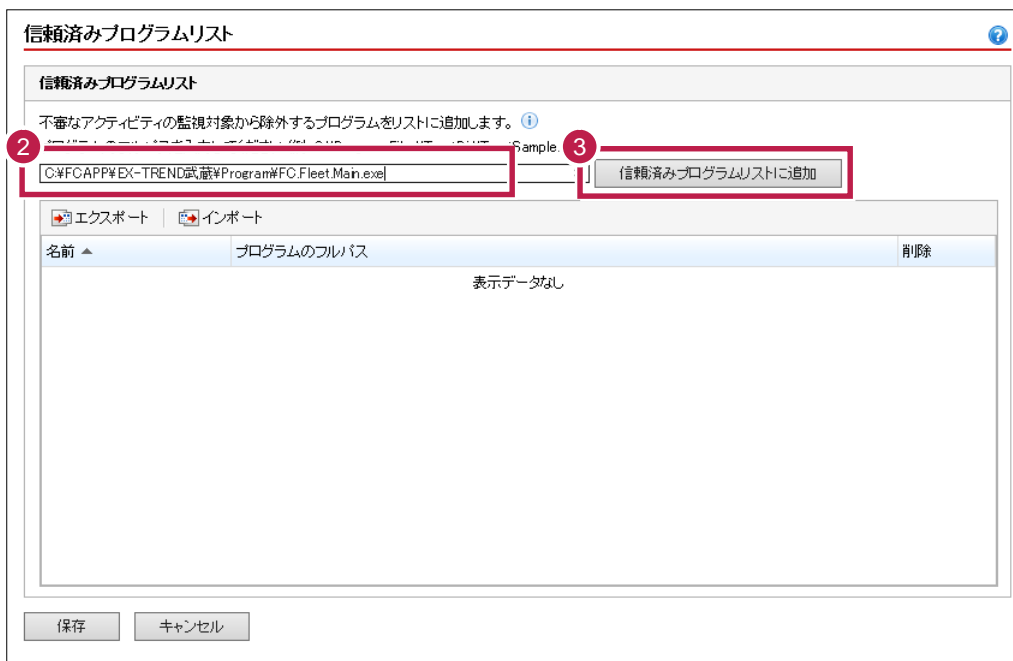 信頼済みプログラムリスト
信頼済みプログラムリスト
不審なアクティビティの監視対象から除外するプログラムをリストに追加します。
Sample.
2
3
C:¥FCAPP¥EX-TREND武蔵¥Program¥FC.Fleet.Main.exe
信頼済みプログラムリストに追加
エクスポート インポート
名前 プログラムのフルパス 削除
表示データなし
保存 キャンセル